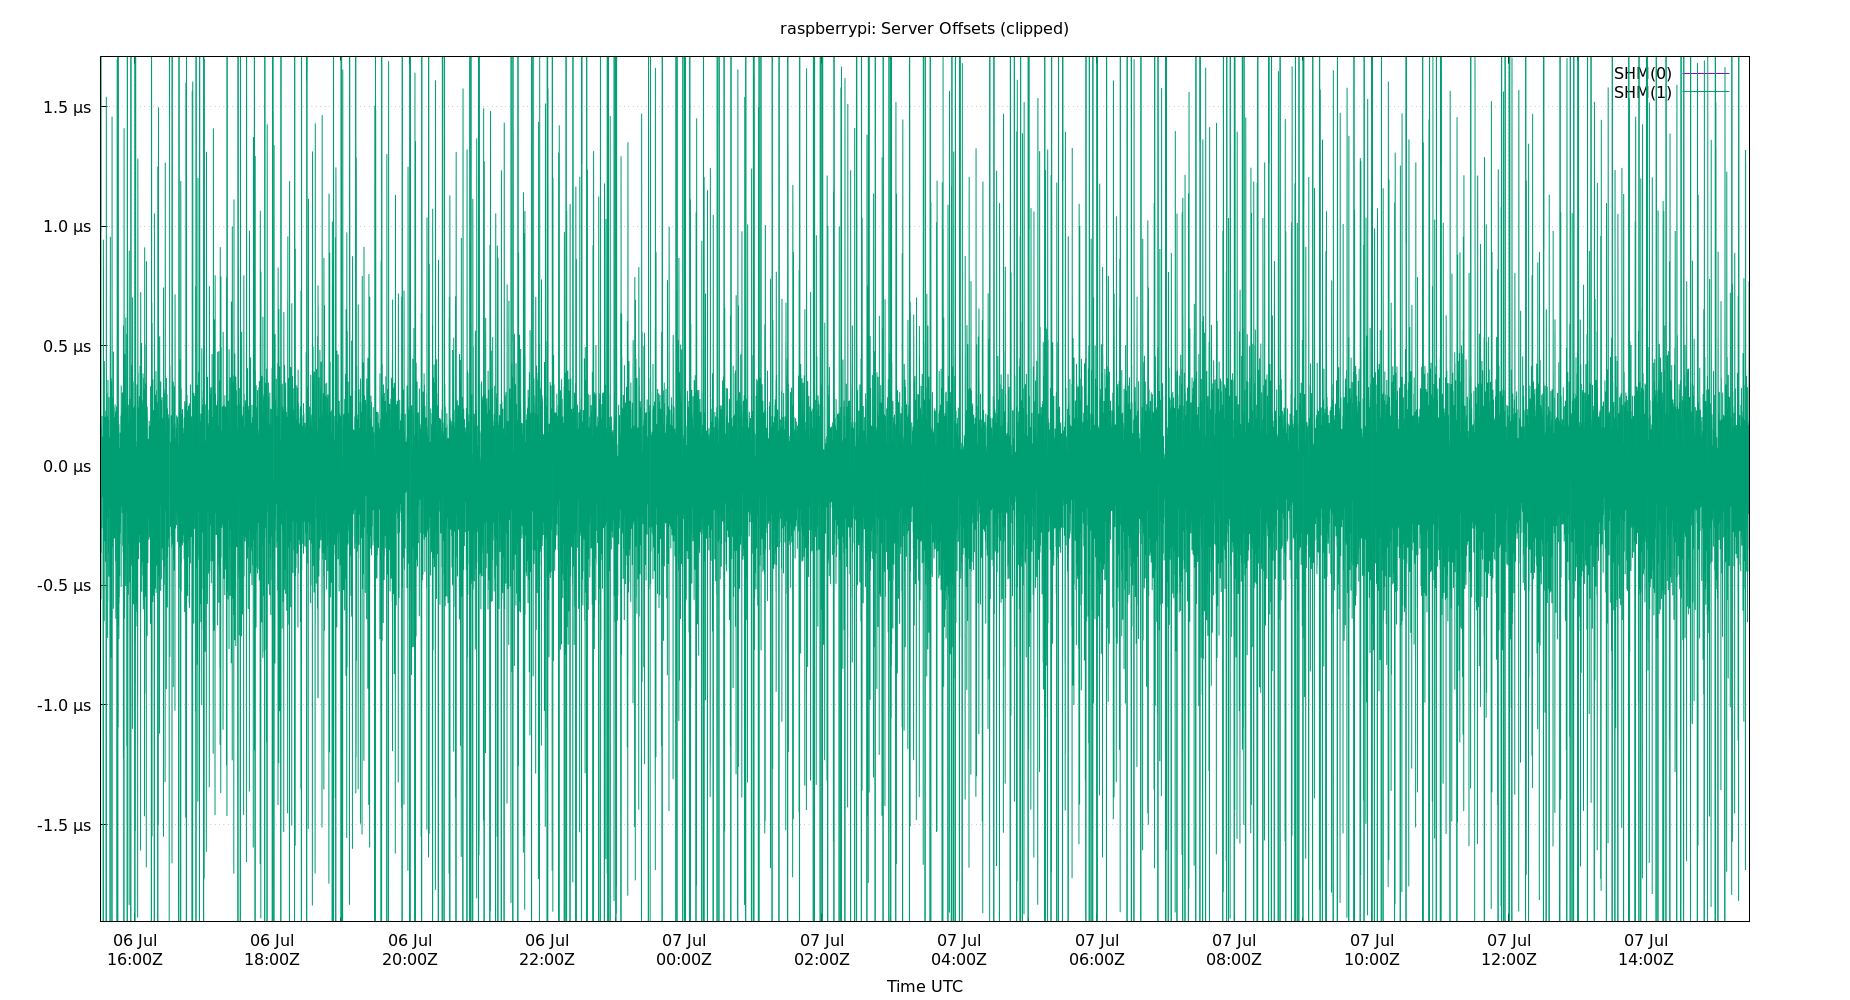 raspberrypi: Server Offsets (clipped)
SHM(0)
SHM(1)
1.5 µs
1.0 µs
0.5 µs
0.0 µs
-0.5 µs
-1.0 µs
-1.5 µs
06 Jul 06 Jul 06 Jul 06 Jul 07 Jul 07 Jul 07 Jul 07 Jul 07 Jul 07 Jul 07 Jul 07 Jul
16:00Z 18:00Z 20:00Z 22:00Z 00:00Z 02:00Z 04:00Z 06:00Z 08:00Z 10:00Z 12:00Z 14:00Z
Time UTC